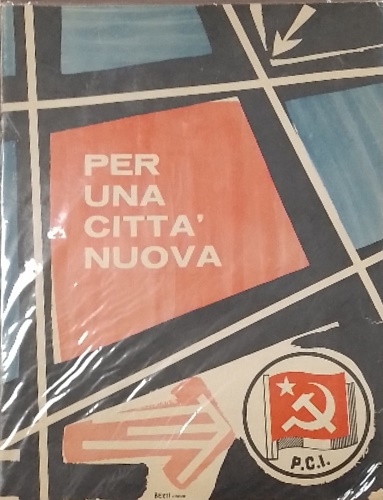 PER
UNA
CITTA'
NUOVA
P.C.I.